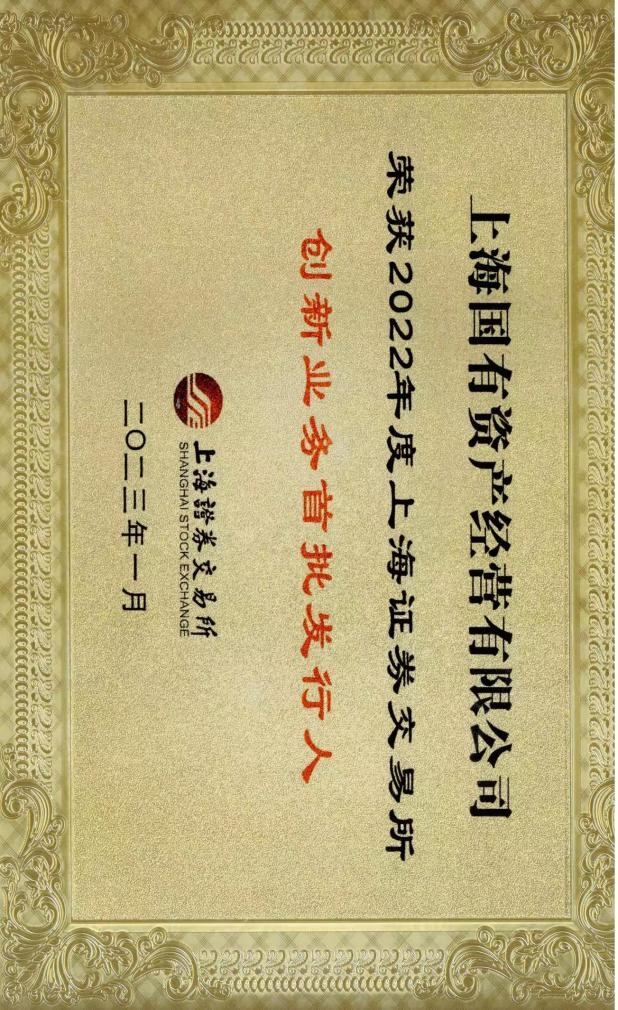 上海国有资产经营有限公司
荣获2022年度上海证券交易所
创新业务首批发行人
上海證券交易所
SHANGHAI STOCK EXCHANGE
二〇二三年一月